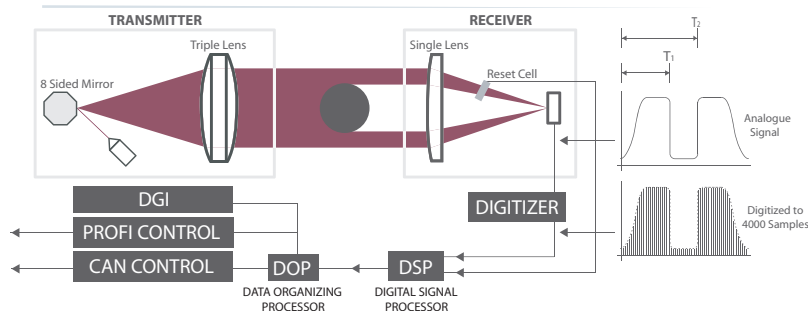 TRANSMITTER
RECEIVER
T2
Triple Lens
Single Lens
T1
8 Sided Mirror
Reset Cell
Analogue
Signal
DGI
DIGITIZER
PROFI CONTROL
Digitized to
4000 Samples
CAN CONTROL
DOP
DSP
DATA ORGANIZING
PROCESSOR
DIGITAL SIGNAL
PROCESSOR